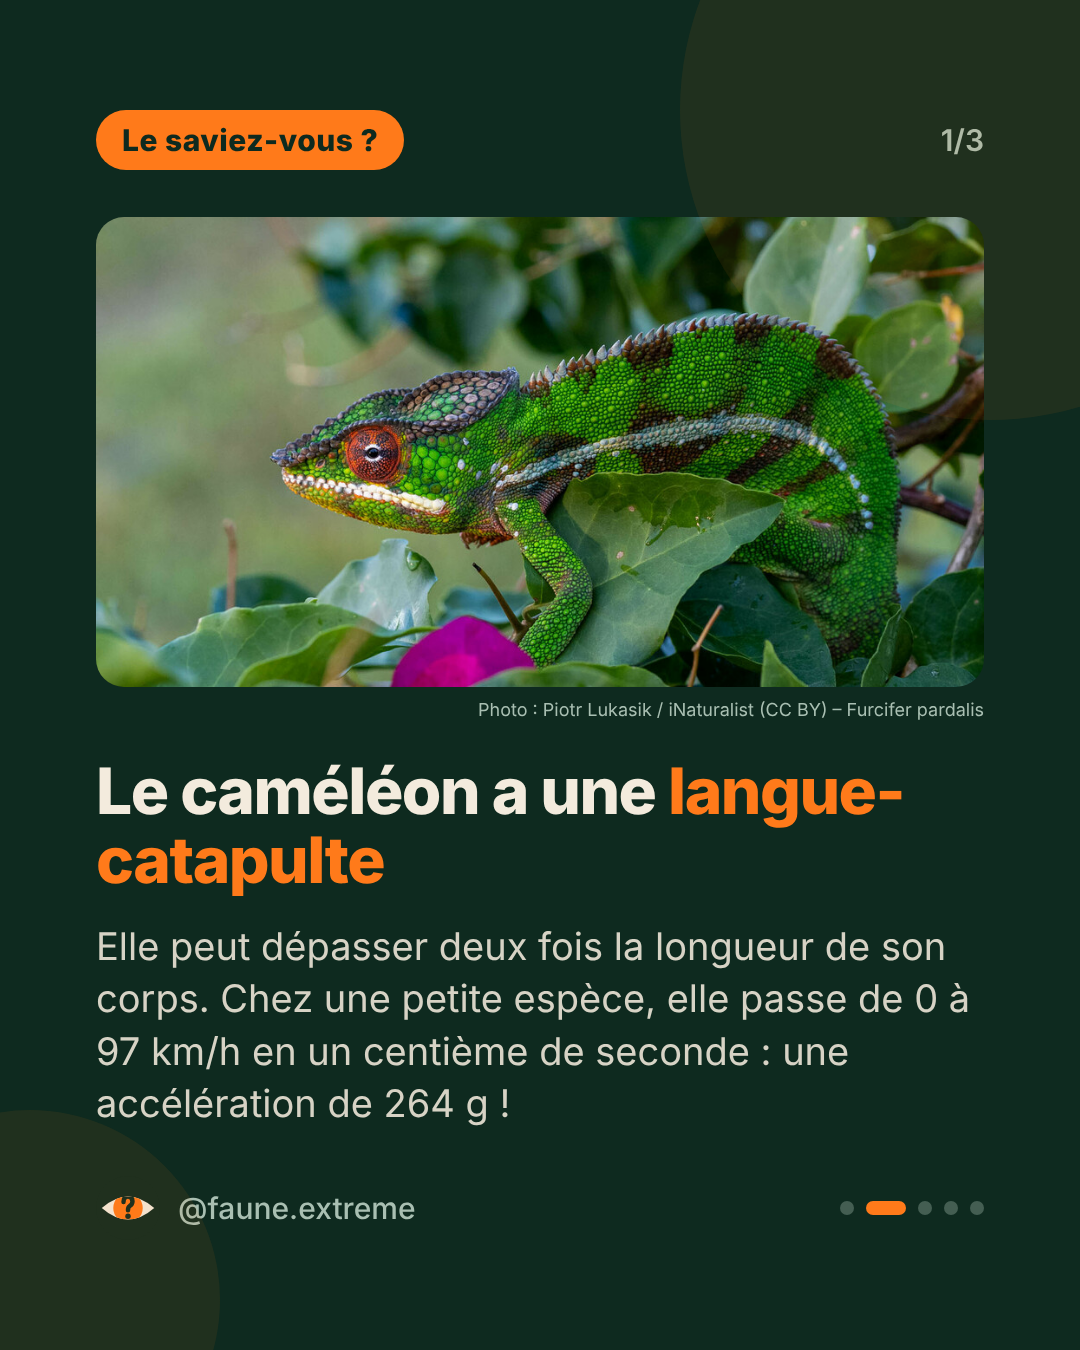 Le saviez-vous ?
1/3
Photo : Piotr Lukasik / iNaturalist (CC BY) – Furcifer pardalis
Le caméléon a une langue-
catapulte
Elle peut dépasser deux fois la longueur de son
corps. Chez une petite espèce, elle passe de 0 à
97 km/h en un centième de seconde : une
accélération de 264 g !
?
@faune.extreme